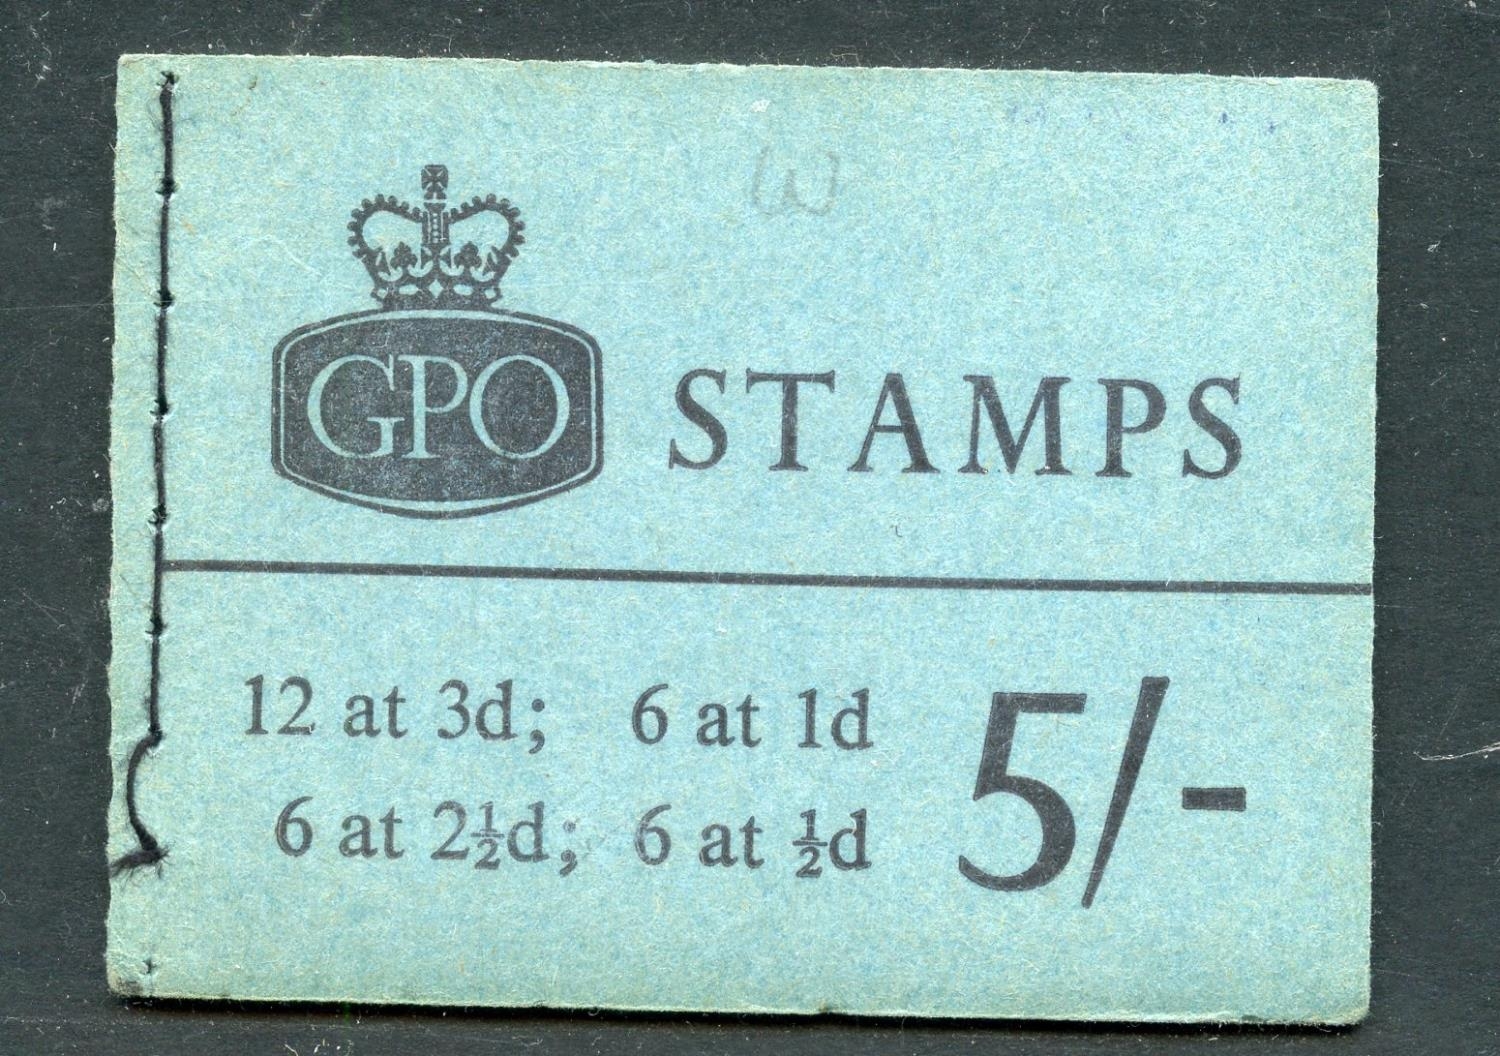 W
GPO STAMPS
12 at 3d; 6 at 1d
6 at 2½d; 6 at ½d
5/-